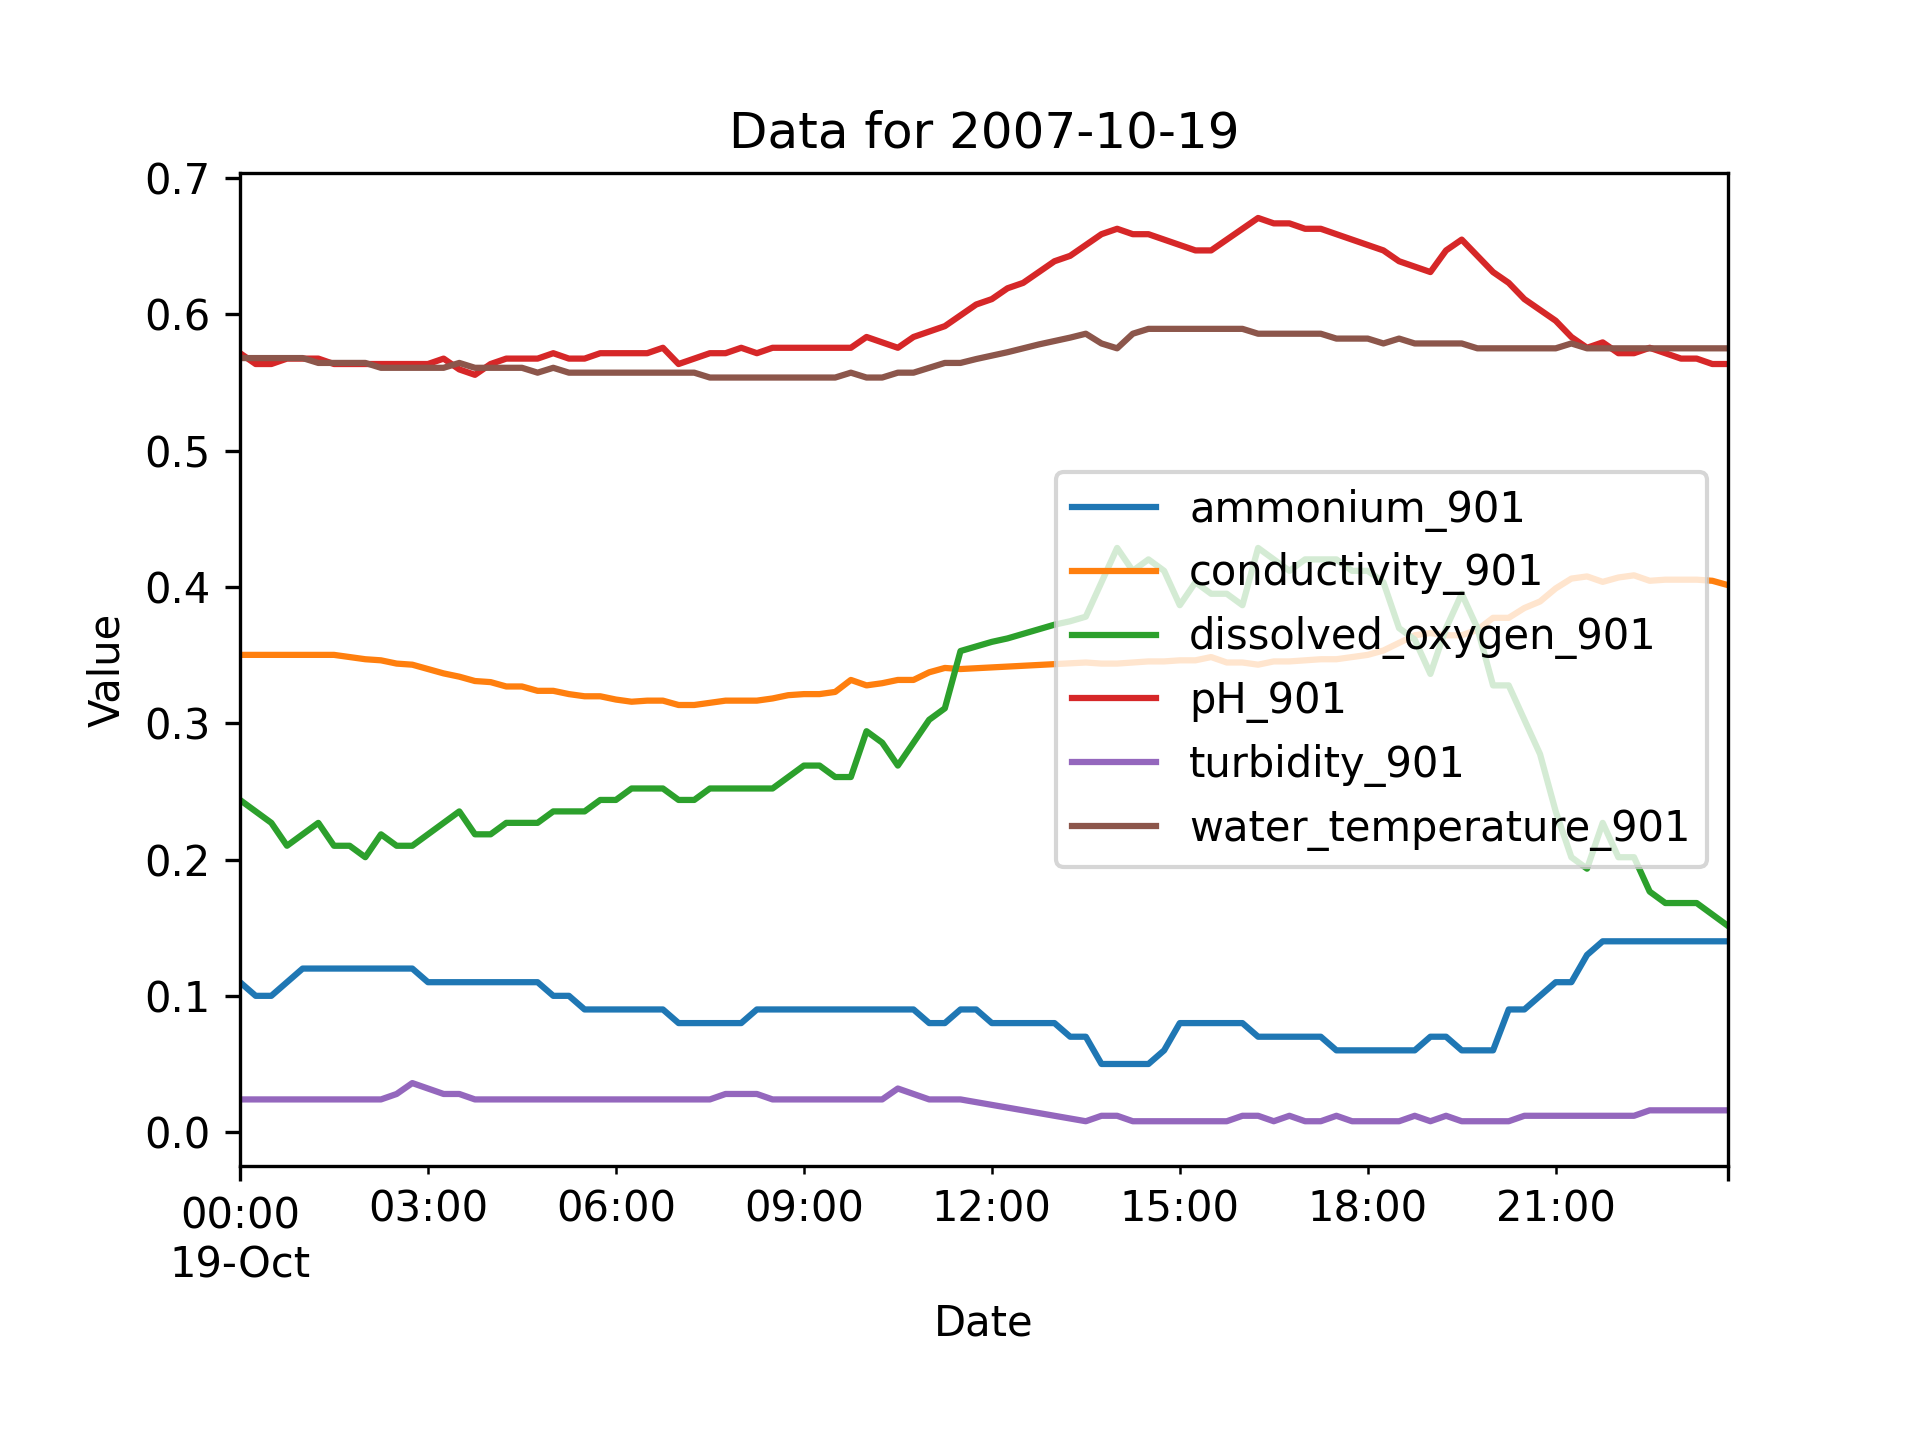 Data for 2007-10-19
Value
0.7
0.6
0.5
0.4
0.3
0.2
0.1
0.0
ammonium_901
conductivity_901
dissolved_oxygen_901
pH_901
turbidity_901
water_temperature_901
00:00 03:00 06:00 09:00 12:00 15:00 18:00 21:00
19-Oct
Date